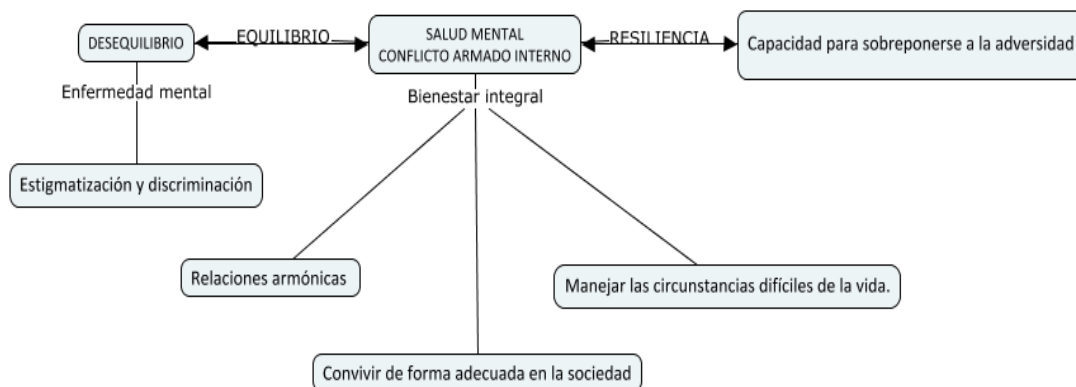 DESEQUILIBRIO
EQUILIBRIO
SALUD MENTAL
CONFLICTO ARMADO INTERNO
RESILIENCIA
Capacidad para sobreponerse a la adversidad
Enfermedad mental
Bienestar integral
Estigmatización y discriminación
Relaciones armónicas
Manejar las circunstancias difíciles de la vida.
Convivir de forma adecuada en la sociedad